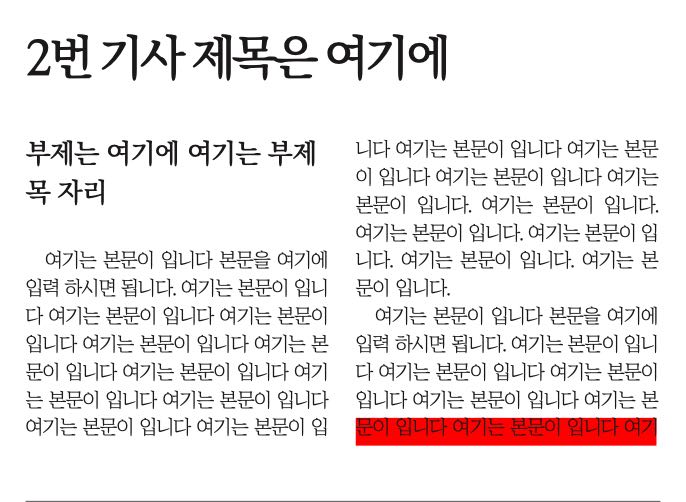 2번 기사 제목은 여기에
부제는 여기에 여기는 부제
목 자리
여기는 본문이 입니다 본문을 여기에
입력 하시면 됩니다. 여기는 본문이 입니
다 여기는 본문이 입니다 여기는 본문이
입니다 여기는 본문이 입니다 여기는 본
문이 입니다 여기는 본문이 입니다 여기
는 본문이 입니다 여기는 본문이 입니다
여기는 본문이 입니다 여기는 본문이 입
니다 여기는 본문이 입니다 여기는 본문
이 입니다 여기는 본문이 입니다 여기는
본문이 입니다. 여기는 본문이 입니다.
여기는 본문이 입니다. 여기는 본문이 입
니다. 여기는 본문이 입니다. 여기는 본
문이 입니다.
여기는 본문이 입니다 본문을 여기에
입력 하시면 됩니다. 여기는 본문이 입니
다 여기는 본문이 입니다 여기는 본문이
입니다 여기는 본문이 입니다 여기는 본
문이 입니다 여기는 본문이 입니다 여기